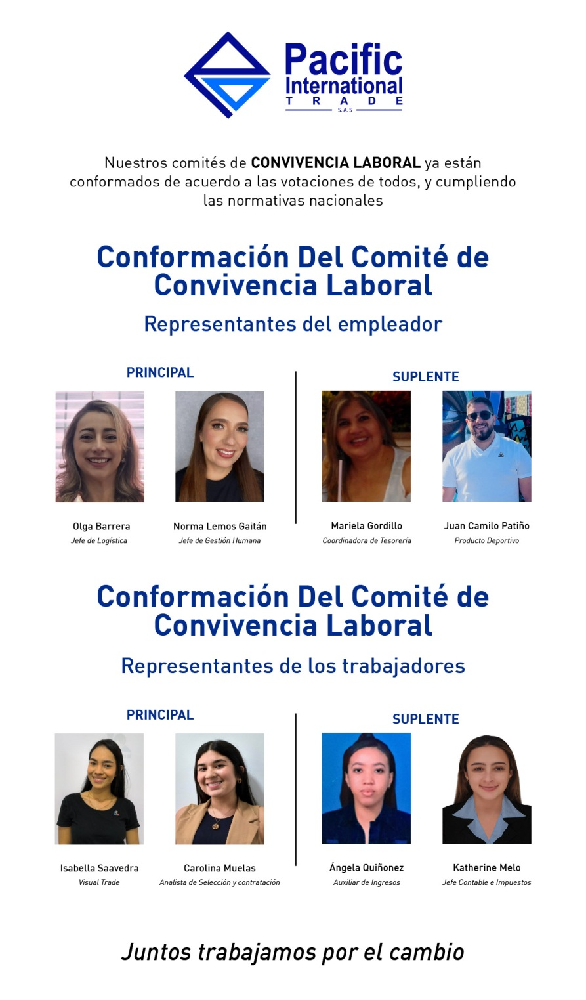 Pacific
International
TRADE
S.A.S
Nuestros comités de CONVIVENCIA LABORAL ya están
conformados de acuerdo a las votaciones de todos, y cumpliendo
las normativas nacionales
Conformación Del Comité de
Convivencia Laboral
Representantes del empleador
PRINCIPAL
SUPLENTE
Olga Barrera
Jefe de Logística
Norma Lemos Gaitán
Jefe de Gestión Humana
Mariela Gordillo
Coordinadora de Tesorería
Juan Camilo Patiño
Producto Deportivo
Conformación Del Comité de
Convivencia Laboral
Representantes de los trabajadores
PRINCIPAL
SUPLENTE
Isabella Saavedra
Visual Trade
Carolina Muelas
Analista de Selección y contratación
Ángela Quiñonez
Auxiliar de Ingresos
Katherine Melo
Jefe Contable e Impuestos
Juntos trabajamos por el cambio